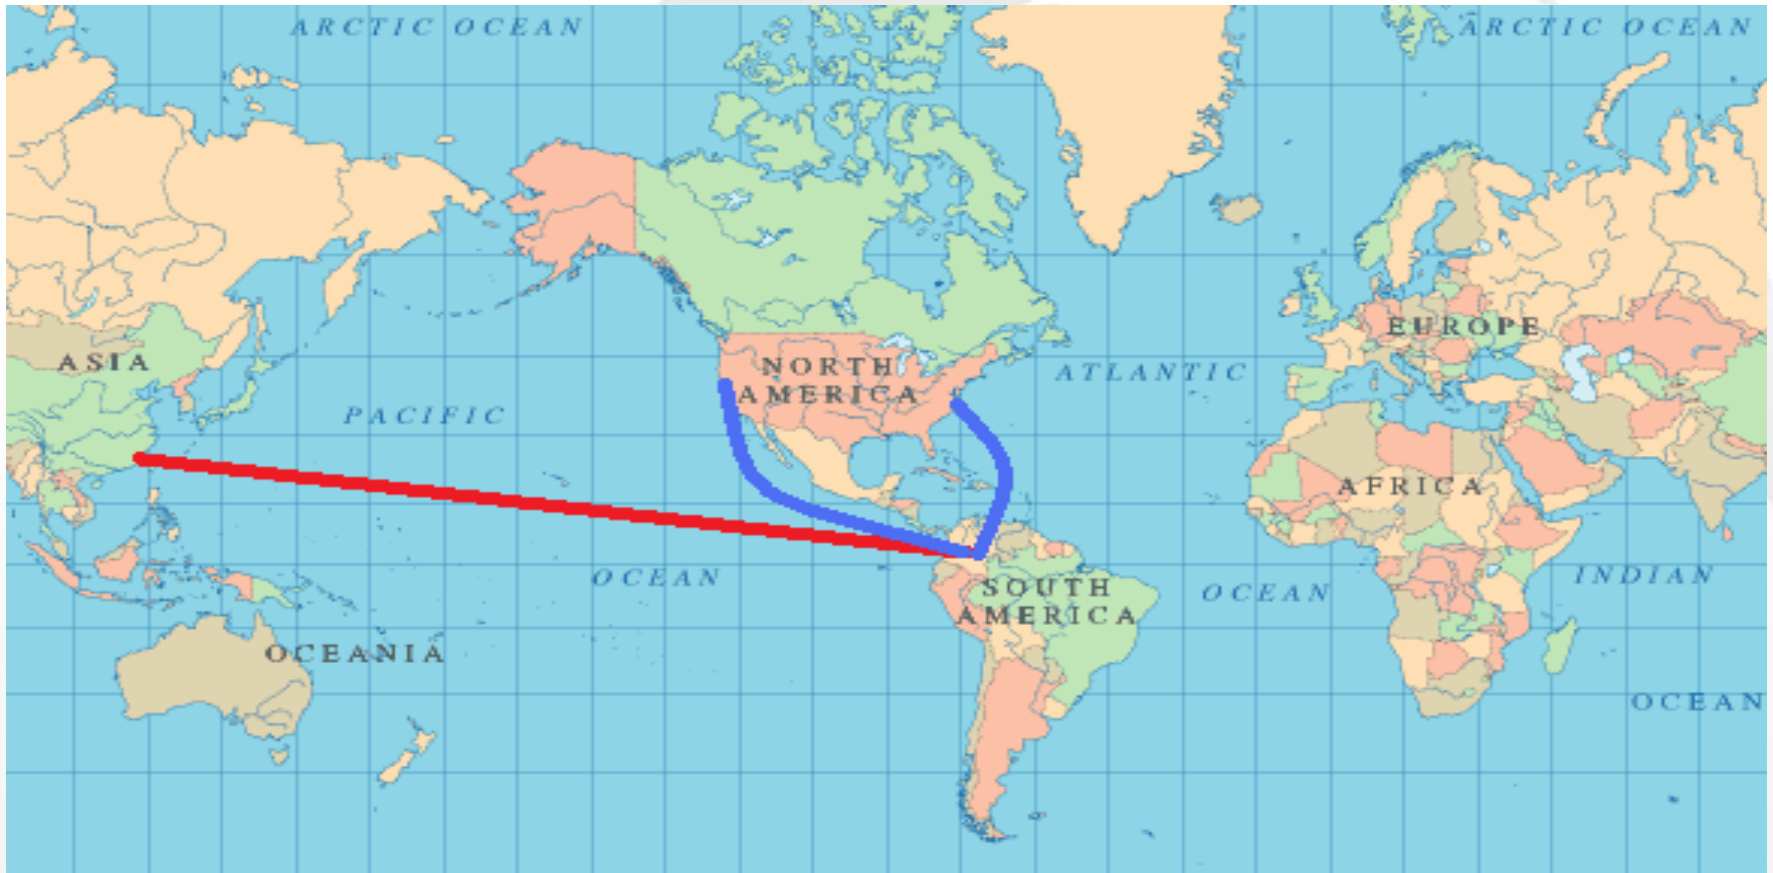 ARCTIC OCEAN
ARCTIC OCEAN
EUROPE
ASIA
NORTH
AMERICA
ATLANTIC
PACIFIC
AFRICA
OCEAN
SOUTH
AMERICA
OCEAN
INDIAN
OCEANIA
OCEAN